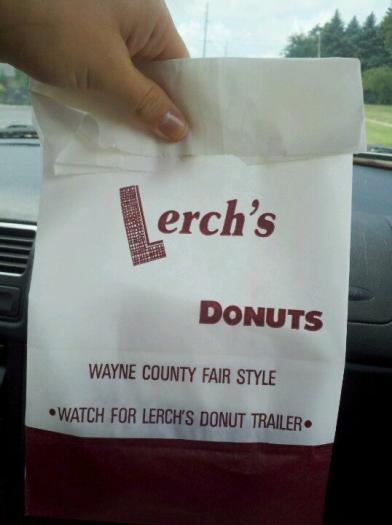 Lerch's
DONUTS
WAYNE COUNTY FAIR STYLE
•WATCH FOR LERCH'S DONUT TRAILER•